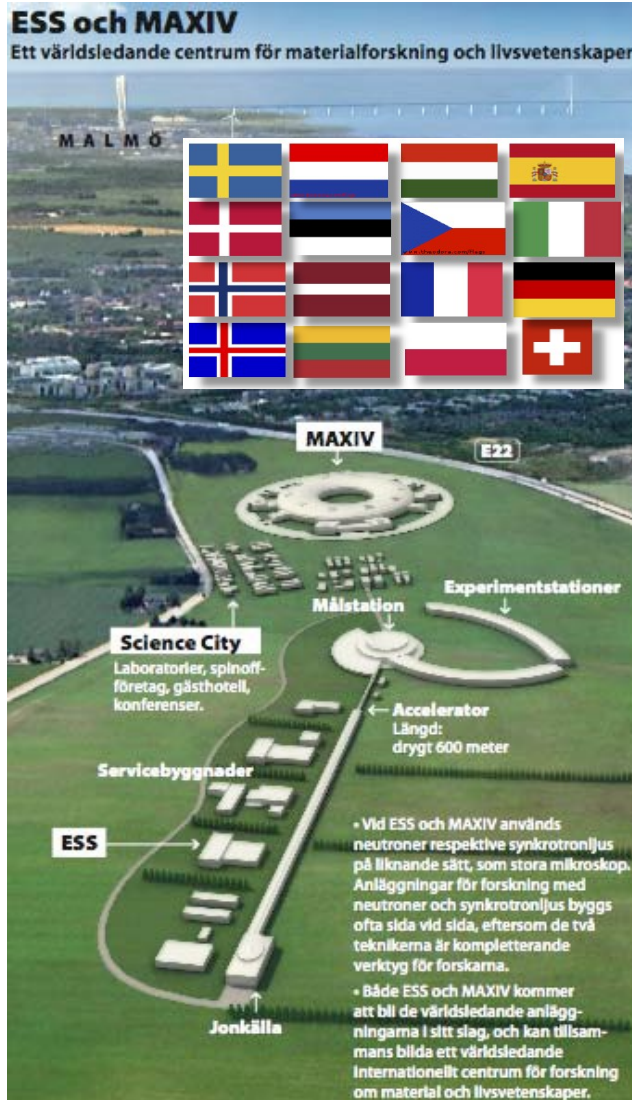 ESS och MAXIV
Ett världsledande centrum för materialforskning och livsvetenskaper
MALMÖ
MAXIV
E22
Experimentstationer
Målstation
Science City
Laboratorier, spinoff-
företag, gästhotell,
konferenser.
Accelerator
Längd:
drygt 600 meter
Servicebyggnader
ESS
• Vid ESS och MAXIV används
neutroner respektive synkrotronljus
på liknande sätt, som stora mikroskop.
Anläggningar för forskning med
neutroner och synkrotronljus byggs
ofta sida vid sida, eftersom de två
teknikerna är kompletterande
verktyg för forskarna.
• Både ESS och MAXIV kommer
att bli de världsledande anlägg-
ningarna i sitt slag, och kan tillsam-
mans bilda ett världsledande
internationellt centrum för forskning
om material och livsvetenskaper.
Jonkälla